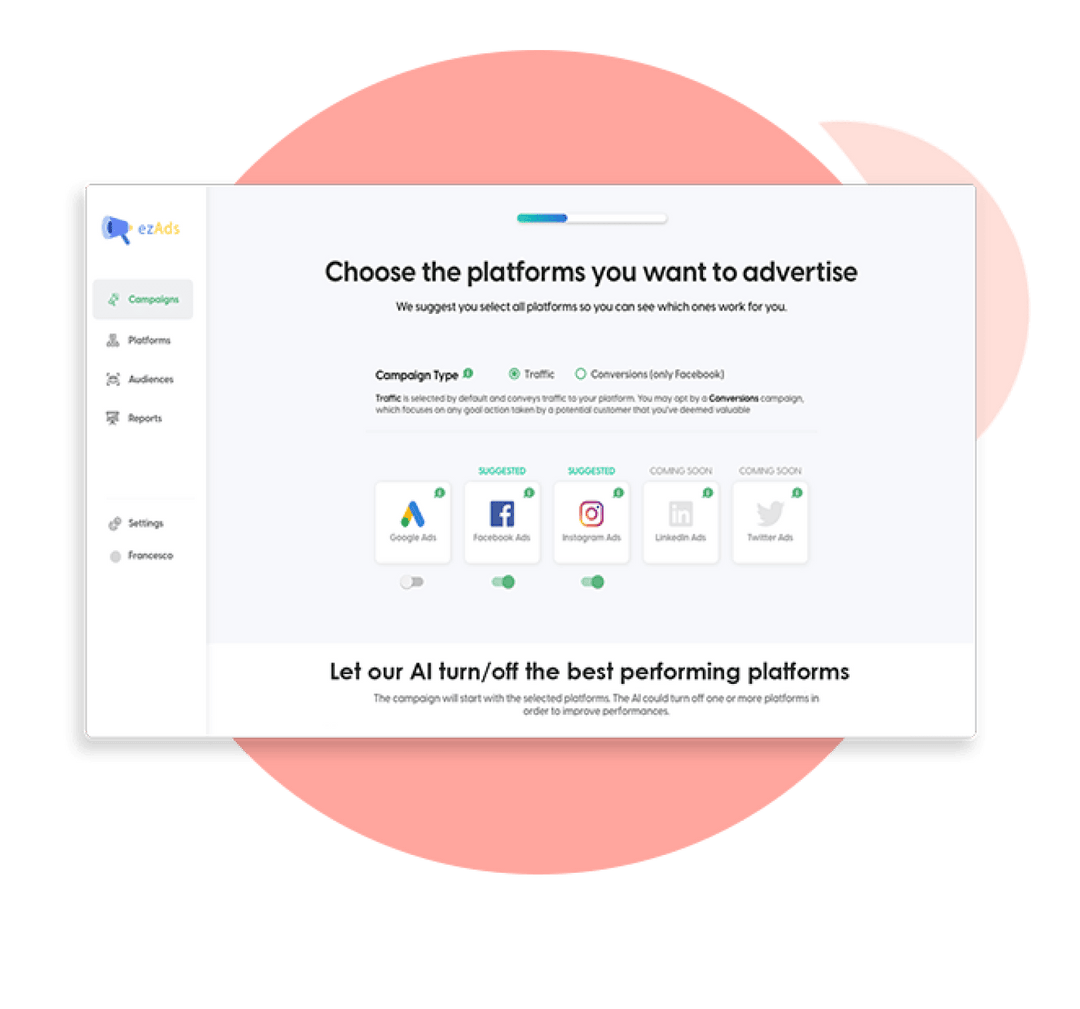 ezAds
Campaigns
Platforms
Audiences
Reports
Settings
Francesco
Choose the platforms you want to advertise
We suggest you select all platforms so you can see which ones work for you.
Campaign Type
Traffic
Conversions (only Facebook)
Traffic is selected by default and conveys traffic to your platform. You may opt by a Conversions campaign,
which focuses on any goal action taken by a potential customer that you've deemed valuable
SUGGESTED
SUGGESTED
COMING SOON
COMING SOON
Google Ads
Facebook Ads
Instagram Ads
LinkedIn Ads
Twitter Ads
Let our AI turn/off the best performing platforms
The campaign will start with the selected platforms. The AI could turn off one or more platforms in
order to improve performances.